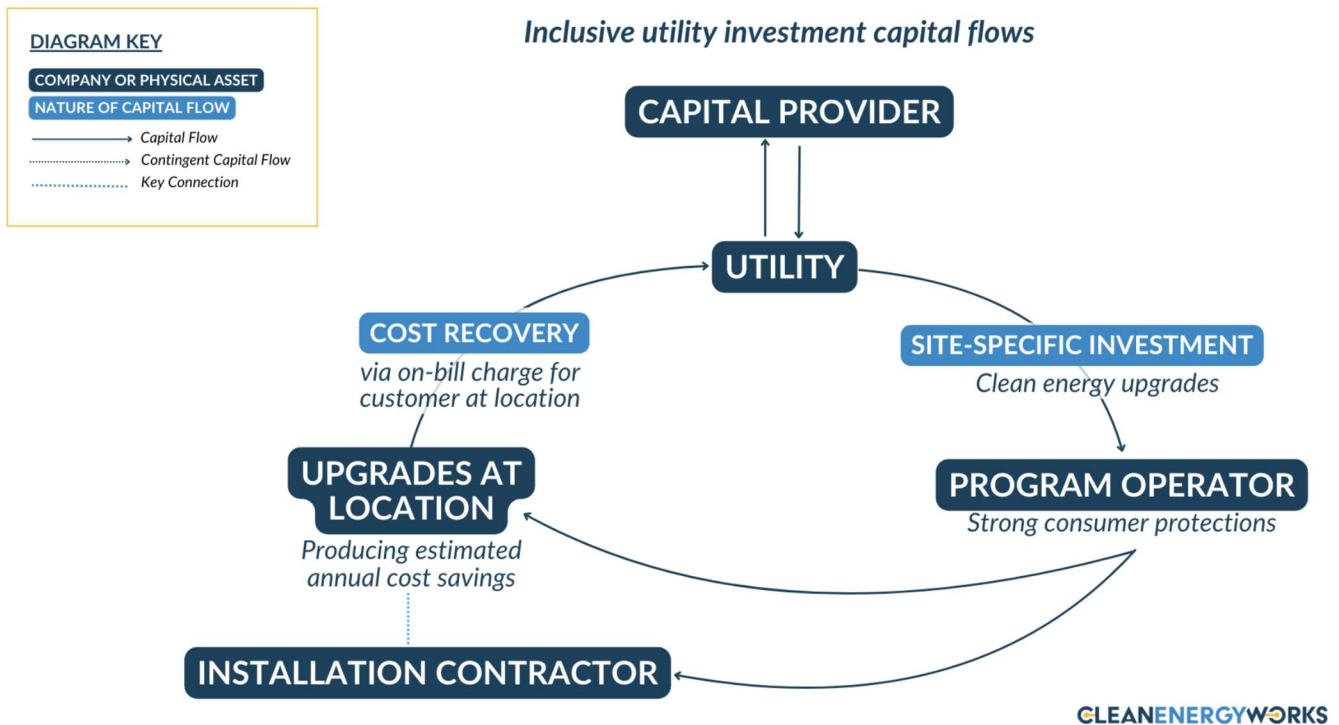 DIAGRAM KEY
COMPANY OR PHYSICAL ASSET
NATURE OF CAPITAL FLOW
Capital Flow
Contingent Capital Flow
Key Connection
Inclusive utility investment capital flows
CAPITAL PROVIDER
UTILITY
COST RECOVERY
via on-bill charge for
customer at location
SITE-SPECIFIC INVESTMENT
Clean energy upgrades
UPGRADES AT
LOCATION
Producing estimated
annual cost savings
PROGRAM OPERATOR
Strong consumer protections
INSTALLATION CONTRACTOR
CLEANENERGYWORKS